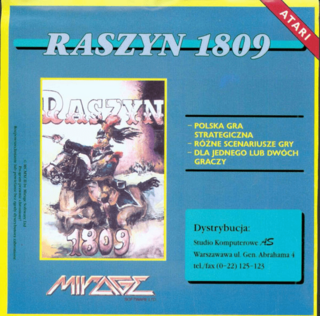 RASZYN 1809
ATARI
RASZYN
1809
- POLSKA GRA
STRATEGICZNA
- RÓŻNE SCENARIUSZE GRY
- DLA JEDNEGO LUB DWÓCH
GRACZY
Dystrybucja:
Studio Komputerowe AS
Warszawawa ul. Gen. Abrahama 4
tel./fax (0-22) 125-123
MIRAGE